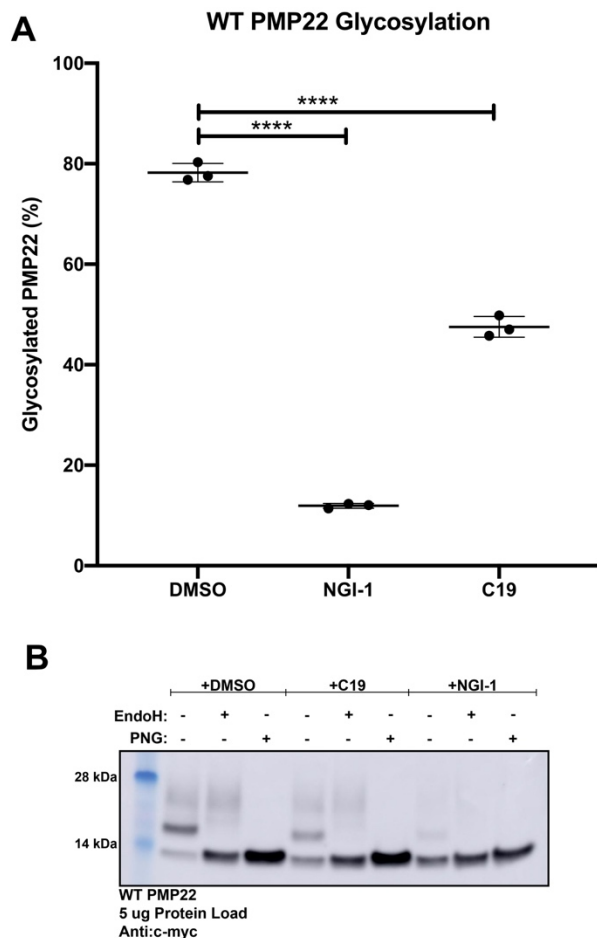 A
WT PMP22 Glycosylation
Glycosylated PMP22 (%)
100
80
60
40
20
0
****
****
DMSO
NGI-1
C19
B
+DMSO
+C19
+NGI-1
EndoH: - + - - + - - + -
PNG: - - + - - + - - +
28 kDa
14 kDa
WT PMP22
5 ug Protein Load
Anti:c-myc